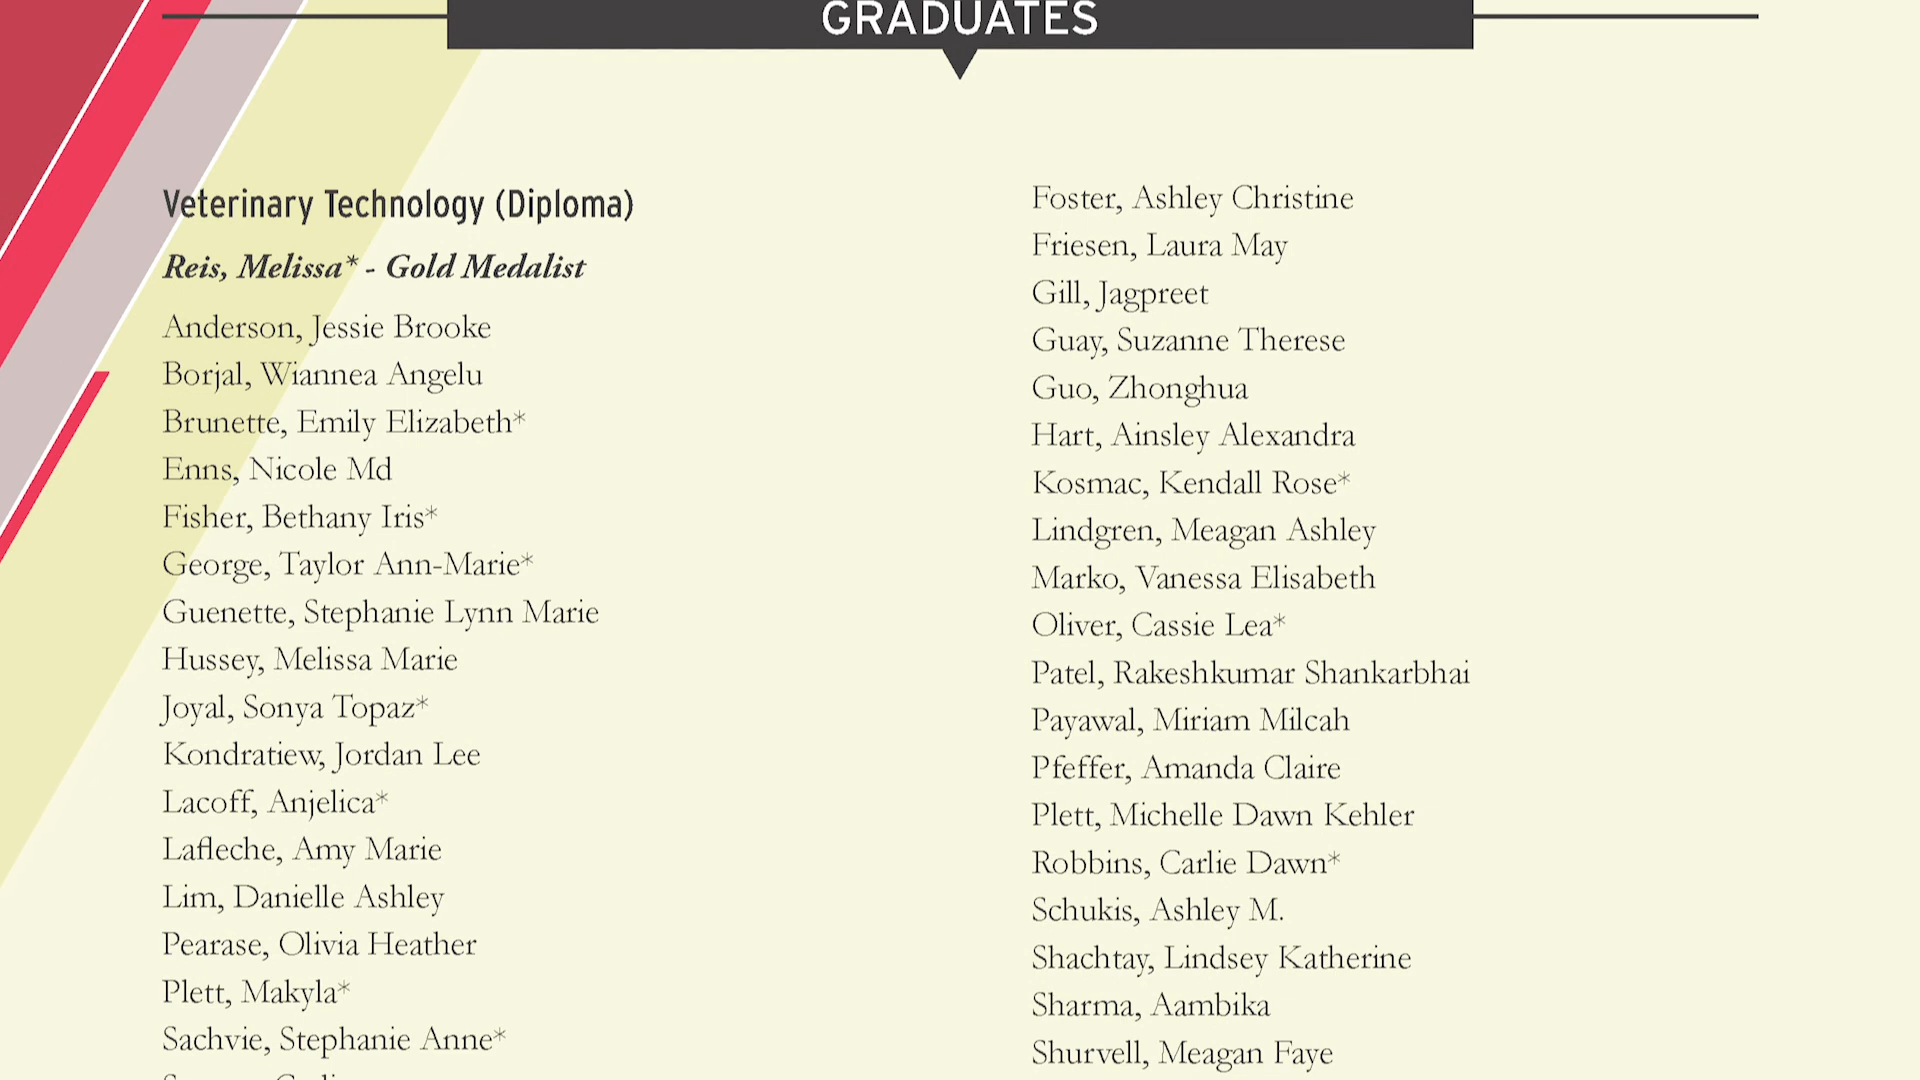 GRADUATES
Veterinary Technology (Diploma)
Reis, Melissa* - Gold Medalist
Anderson, Jessie Brooke
Borjal, Wiannea Angelu
Brunette, Emily Elizabeth*
Enns, Nicole Md
Fisher, Bethany Iris*
George, Taylor Ann-Marie*
Guenette, Stephanie Lynn Marie
Hussey, Melissa Marie
Joyal, Sonya Topaz*
Kondratiew, Jordan Lee
Lacoff, Anjelica*
Lafleche, Amy Marie
Lim, Danielle Ashley
Pearase, Olivia Heather
Plett, Makyla*
Sachvie, Stephanie Anne*
Foster, Ashley Christine
Friesen, Laura May
Gill, Jagpreet
Guay, Suzanne Therese
Guo, Zhonghua
Hart, Ainsley Alexandra
Kosmac, Kendall Rose*
Lindgren, Meagan Ashley
Marko, Vanessa Elisabeth
Oliver, Cassie Lea*
Patel, Rakeshkumar Shankarbhai
Payawal, Miriam Milcah
Pfeffer, Amanda Claire
Plett, Michelle Dawn Kehler
Robbins, Carlie Dawn*
Schukis, Ashley M.
Shachtay, Lindsey Katherine
Sharma, Aambika
Shurvell, Meagan Faye